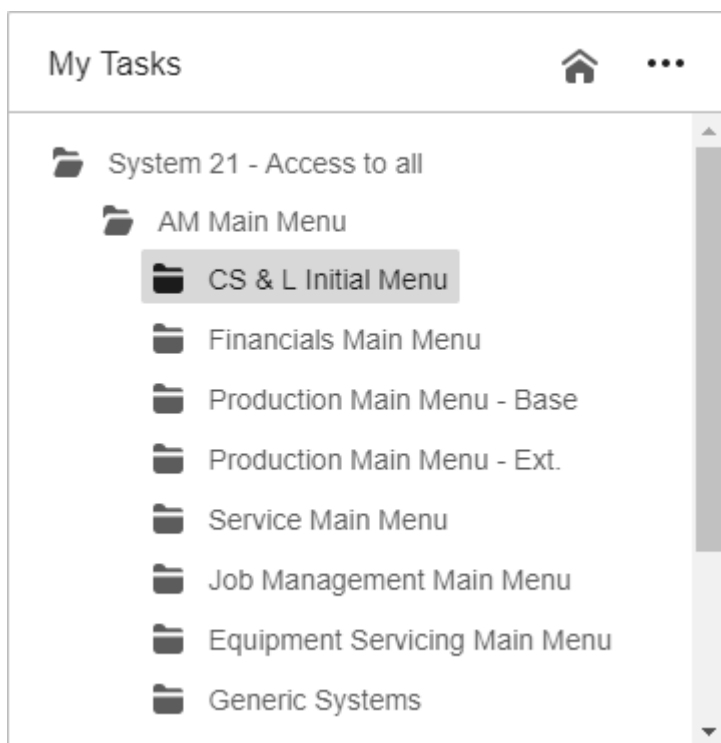 My Tasks
System 21 - Access to all
AM Main Menu
CS & L Initial Menu
Financials Main Menu
Production Main Menu - Base
Production Main Menu - Ext.
Service Main Menu
Job Management Main Menu
Equipment Servicing Main Menu
Generic Systems